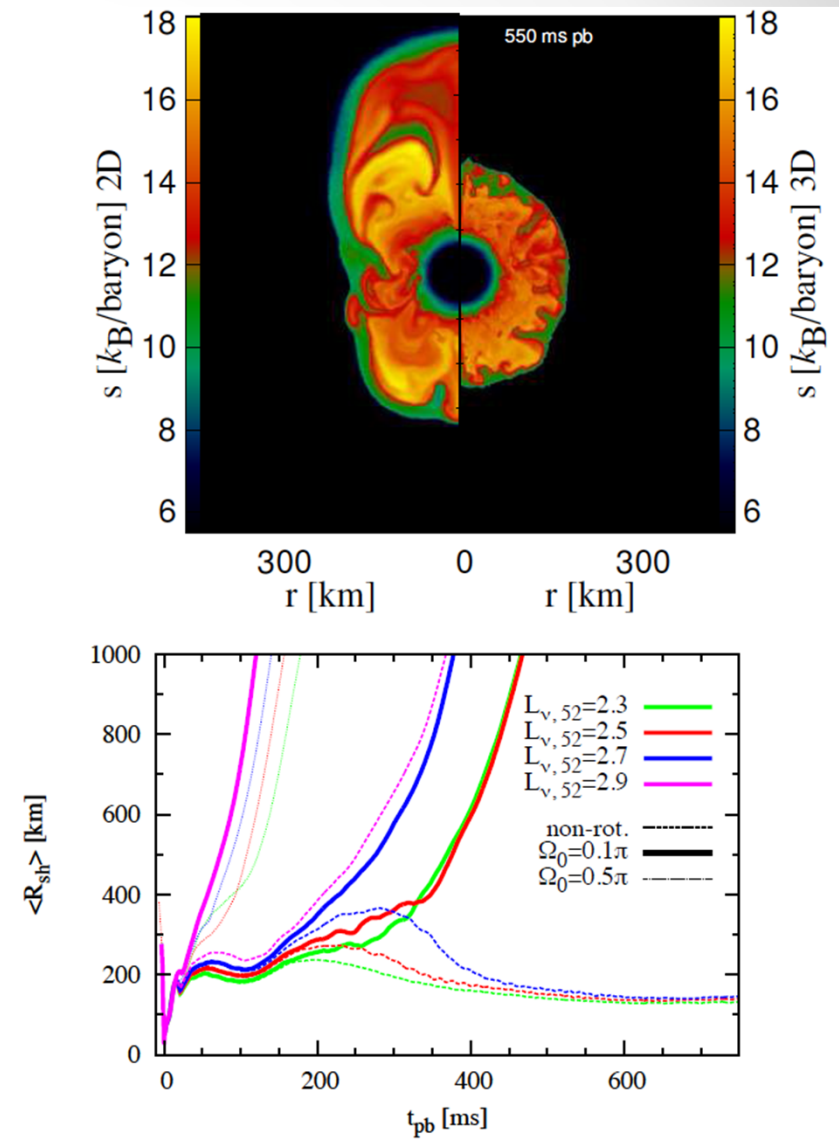 550 ms pb
18
16
14
12
10
8
6
s [kB/baryon] 2D
18
16
14
12
10
8
6
s [kB/baryon] 3D
300 0 300
r [km] r [km]
1000
800
600
400
200
0
<Rsh> [km]
Lν, 52=2.3
Lν, 52=2.5
Lν, 52=2.7
Lν, 52=2.9
non-rot.
Ω0=0.1π
Ω0=0.5π
0 200 400 600
tpb [ms]